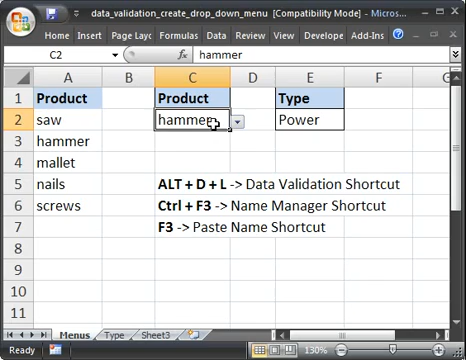 data_validation_create_drop_down_menu [Compatibility Mode] - Micros...
Home Insert Page Layo Formulas Data Review View Develope Add-Ins
C2 fx hammer
A B C D E F G
1 Product Product Type
2 saw hammer Power
3 hammer
4 mallet
5 nails ALT + D + L -> Data Validation Shortcut
6 screws Ctrl + F3 -> Name Manager Shortcut
7 F3 -> Paste Name Shortcut
8
9
10
11
Menus Type Sheet3
Ready 130%